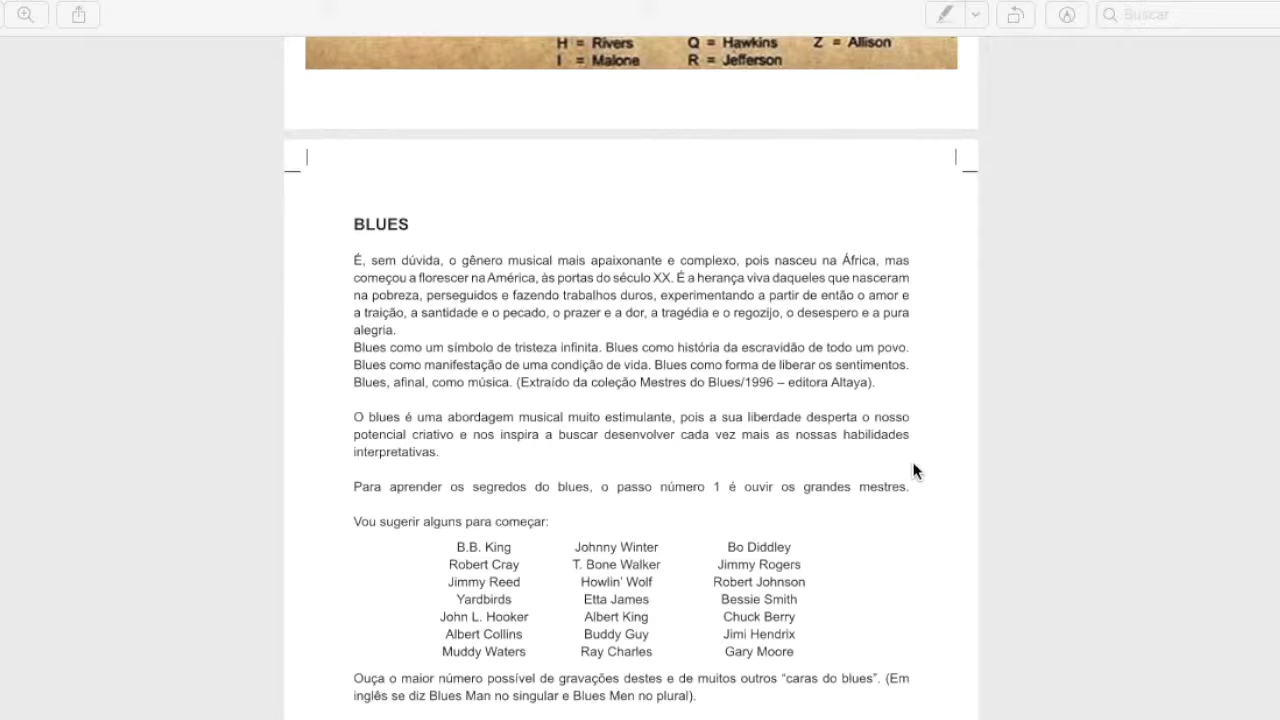 Buscar
H = Rivers Q = Hawkins Z = Allison
I = Malone R = Jefferson
BLUES
É, sem dúvida, o gênero musical mais apaixonante e complexo, pois nasceu na África, mas
começou a florescer na América, às portas do século XX. É a herança viva daqueles que nasceram
na pobreza, perseguidos e fazendo trabalhos duros, experimentando a partir de então o amor e
a traição, a santidade e o pecado, o prazer e a dor, a tragédia e o regozijo, o desespero e a pura
alegria.
Blues como um símbolo de tristeza infinita. Blues como história da escravidão de todo um povo.
Blues como manifestação de uma condição de vida. Blues como forma de liberar os sentimentos.
Blues, afinal, como música. (Extraído da coleção Mestres do Blues/1996 – editora Altaya).
O blues é uma abordagem musical muito estimulante, pois a sua liberdade desperta o nosso
potencial criativo e nos inspira a buscar desenvolver cada vez mais as nossas habilidades
interpretativas.
Para aprender os segredos do blues, o passo número 1 é ouvir os grandes mestres.
Vou sugerir alguns para começar:
B.B. King Johnny Winter Bo Diddley
Robert Cray T. Bone Walker Jimmy Rogers
Jimmy Reed Howlin' Wolf Robert Johnson
Yardbirds Etta James Bessie Smith
John L. Hooker Albert King Chuck Berry
Albert Collins Buddy Guy Jimi Hendrix
Muddy Waters Ray Charles Gary Moore
Ouça o maior número possível de gravações destes e de muitos outros “caras do blues”. (Em
inglês se diz Blues Man no singular e Blues Men no plural).